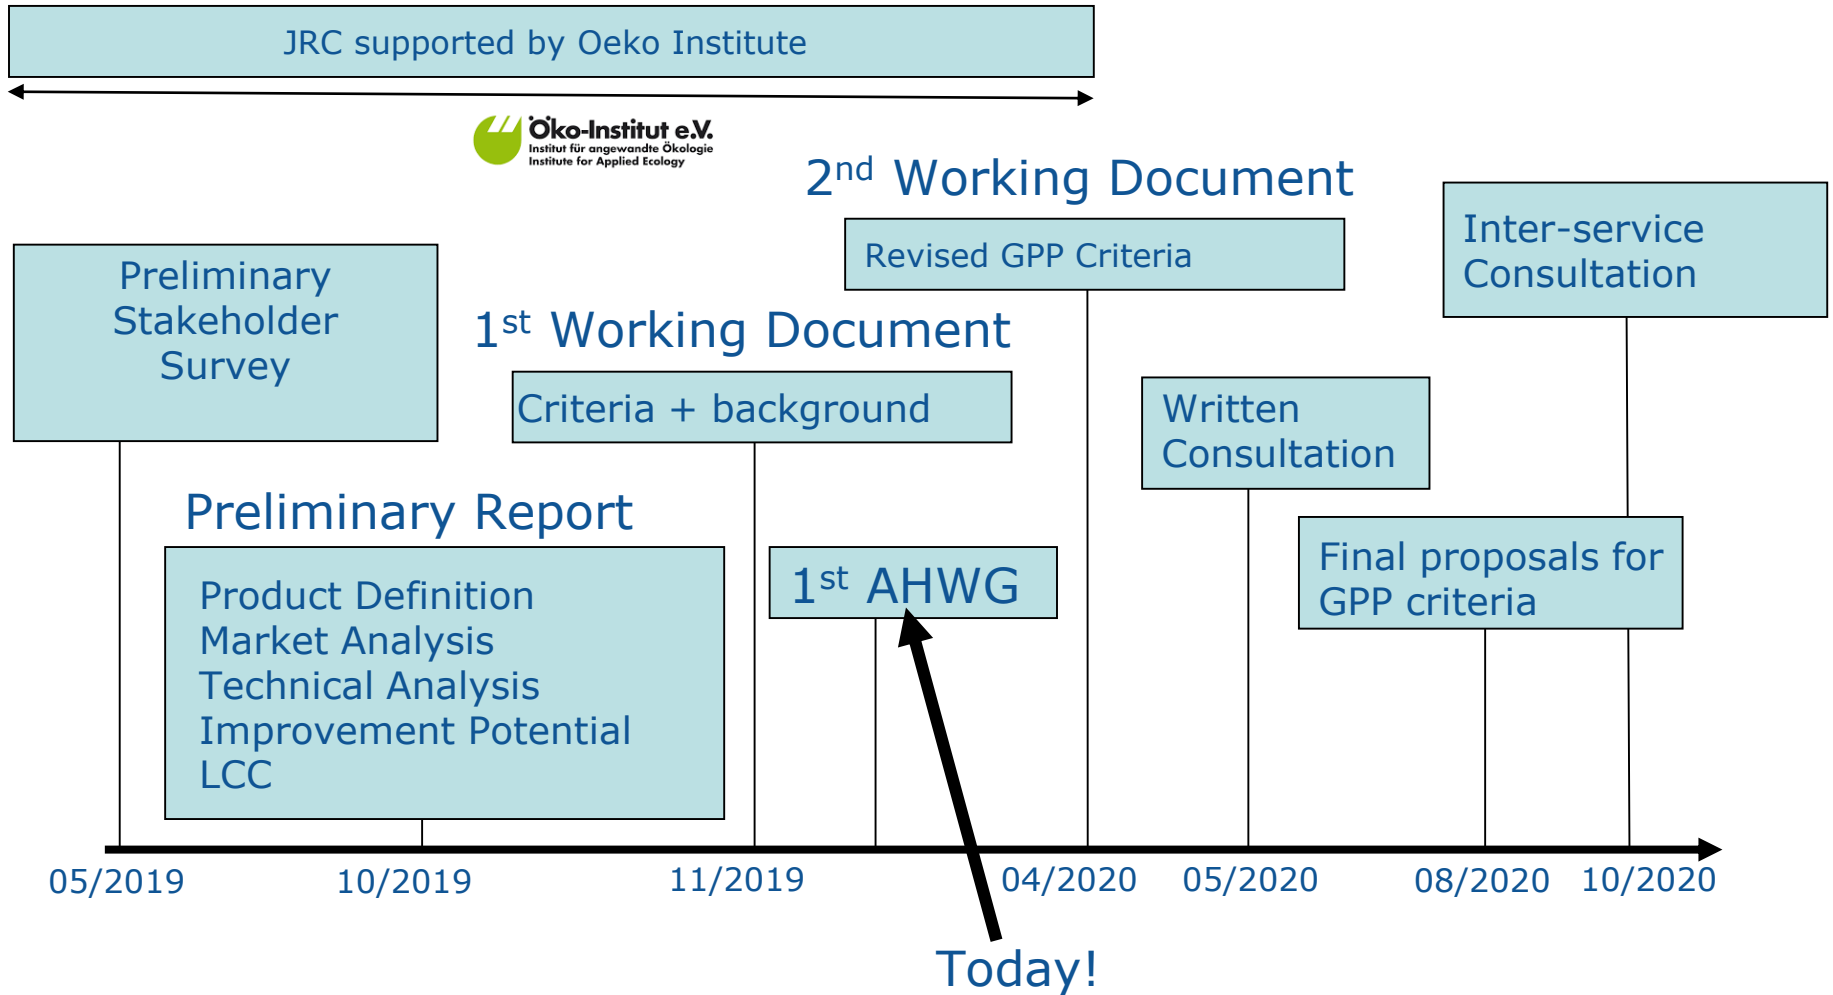 JRC supported by Oeko Institute
Öko-Institut e.V.
Institut für angewandte Ökologie
Institute for Applied Ecology
2nd Working Document
Revised GPP Criteria
Inter-service
Consultation
Preliminary
Stakeholder
Survey
1st Working Document
Criteria + background
Written
Consultation
Preliminary Report
Product Definition
Market Analysis
Technical Analysis
Improvement Potential
LCC
1st AHWG
Final proposals for
GPP criteria
05/2019
10/2019
11/2019
04/2020
05/2020
08/2020
10/2020
Today!